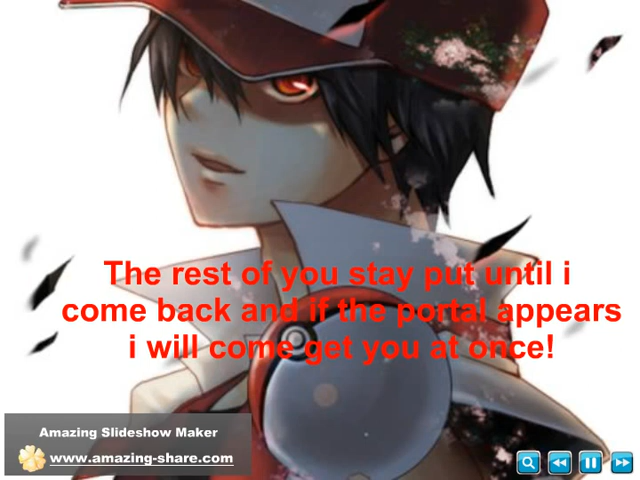 The rest of you stay put until i
come back and if the portal appears
i will come get you at once!
Amazing Slideshow Maker
www.amazing-share.com